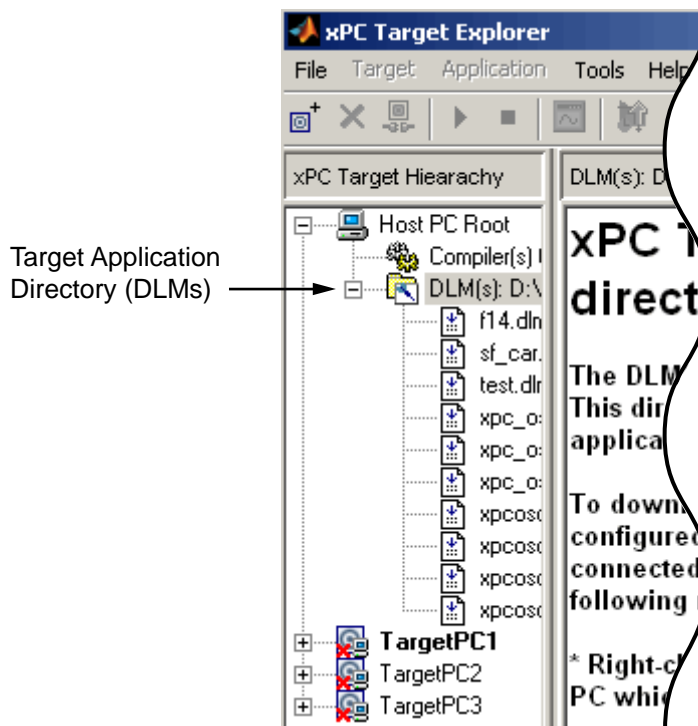 xPC Target Explorer
File Target Application Tools Help
xPC Target Hiearachy
DLM(s): D
Target Application
Directory (DLMs)
Host PC Root
Compiler(s)
DLM(s): D:\
f14.dlm
sf_car.
test.dlm
xpc_o
xpc_o
xpc_o
xpcosc
xpcosc
xpcosc
xpcosc
TargetPC1
TargetPC2
TargetPC3
xPC T
direct
The DLM
This dir
applica
To down
configured
connected
following
* Right-cl
PC whic